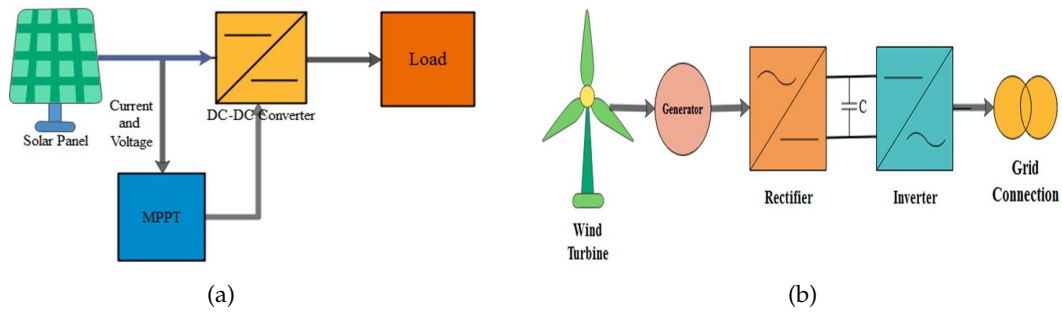 Solar Panel
Current
and
Voltage
DC-DC Converter
Load
MPPT
(a)
Wind
Turbine
Generator
Rectifier
C
Inverter
Grid
Connection
(b)